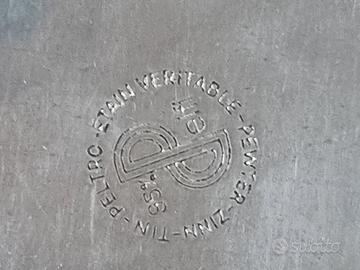 PELTRO-ETAIN VERITABLE-PEWTER-ZINN-TIN-
95%
subito